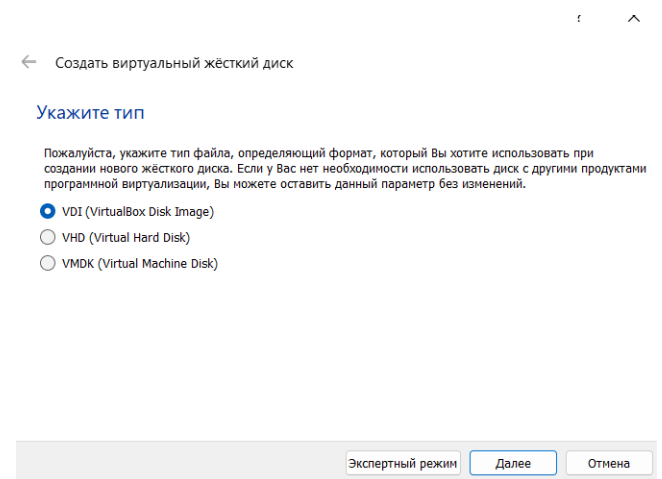 Создать виртуальный жёсткий диск
Укажите тип
Пожалуйста, укажите тип файла, определяющий формат, который Вы хотите использовать при
создании нового жёсткого диска. Если у Вас нет необходимости использовать диск с другими продуктами
программной виртуализации, Вы можете оставить данный параметр без изменений.
VDI (VirtualBox Disk Image)
VHD (Virtual Hard Disk)
VMDK (Virtual Machine Disk)
Экспертный режим Далее Отмена